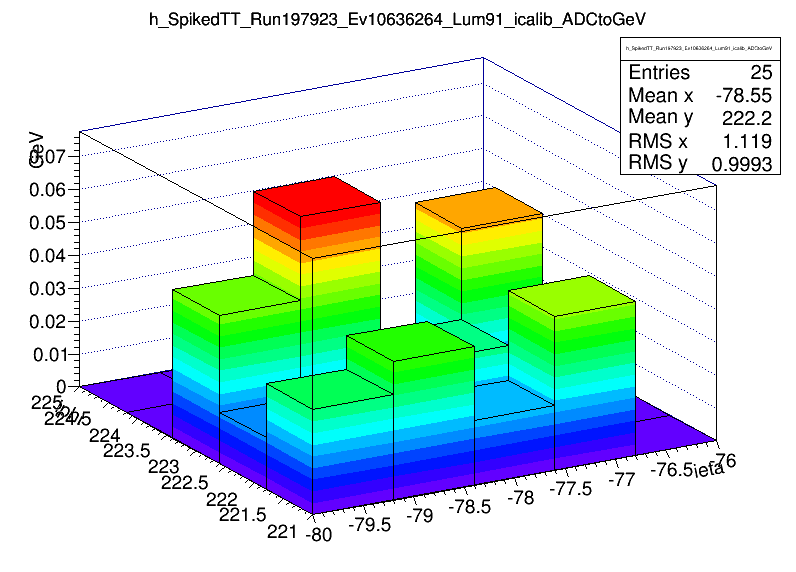 h_SpikedTT_Run197923_Ev10636264_Lum91_icalib_ADCtoGeV
h_SpikedTT_Run197923_Ev10636264_Lum91_icalib_ADCtoGeV
Entries 25
Mean x -78.55
Mean y 222.2
RMS x 1.119
RMS y 0.9993
GeV
0.07
0.06
0.05
0.04
0.03
0.02
0.01
0
225
224.5
224
223.5
223
222.5
222
221.5
221
-80
-79.5
-79
-78.5
-78
-77.5
-77
-76.5
-76
ieta